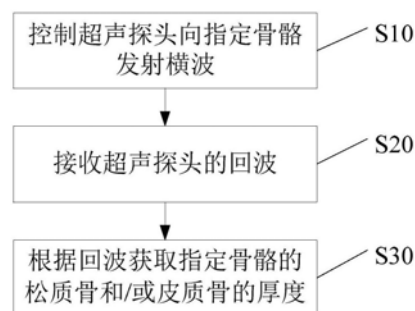 控制超声探头向指定骨骼
发射横波
S10
接收超声探头的回波
S20
根据回波获取指定骨骼的
松质骨和/或皮质骨的厚度
S30